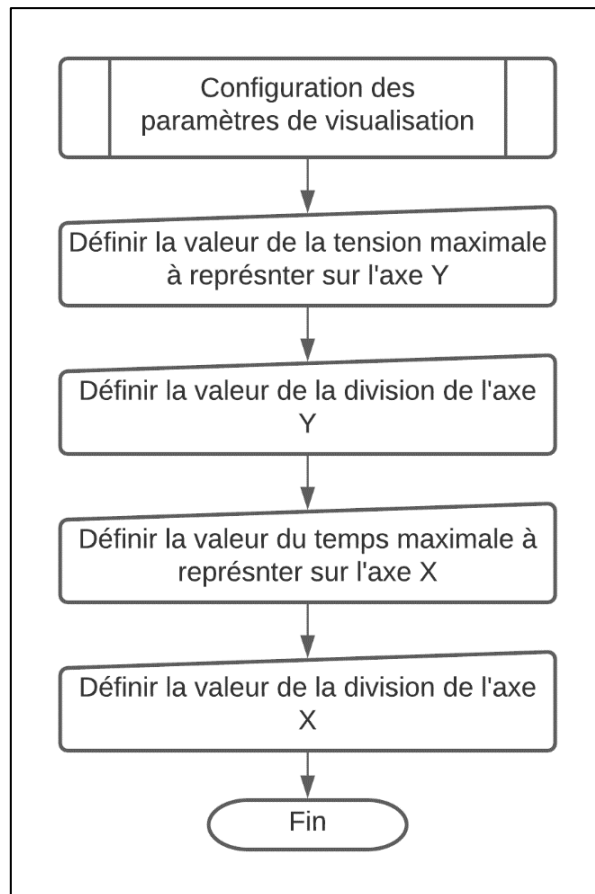 Configuration des
paramètres de visualisation
Définir la valeur de la tension maximale
à représnter sur l'axe Y
Définir la valeur de la division de l'axe
Y
Définir la valeur du temps maximale à
représnter sur l'axe X
Définir la valeur de la division de l'axe
X
Fin